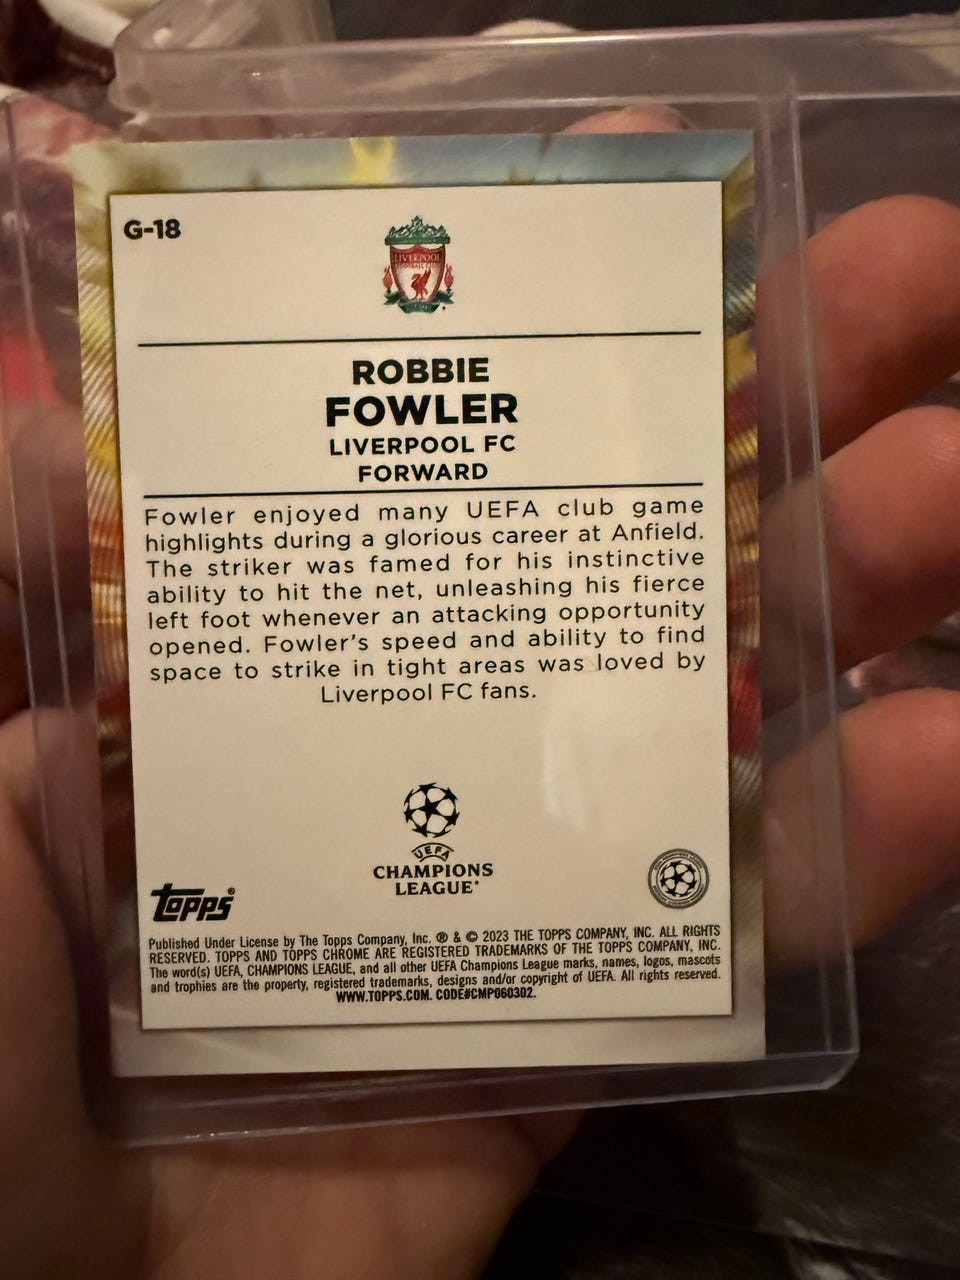 G-18
LIVERPOOL
FOOTBALL CLUB
ROBBIE
FOWLER
LIVERPOOL FC
FORWARD
Fowler enjoyed many UEFA club game
highlights during a glorious career at Anfield.
The striker was famed for his instinctive
ability to hit the net, unleashing his fierce
left foot whenever an attacking opportunity
opened. Fowler's speed and ability to find
space to strike in tight areas was loved by
Liverpool FC fans.
UEFA
CHAMPIONS
LEAGUE®
Topps®
Published Under License by The Topps Company, Inc. ® & © 2023 THE TOPPS COMPANY, INC. ALL RIGHTS
RESERVED. TOPPS AND TOPPS CHROME ARE REGISTERED TRADEMARKS OF THE TOPPS COMPANY, INC.
The word(s) UEFA, CHAMPIONS LEAGUE, and all other UEFA Champions League marks, names, logos, mascots
and trophies are the property, registered trademarks, designs and/or copyright of UEFA. All rights reserved.
WWW.TOPPS.COM. CODE#CMP060302.